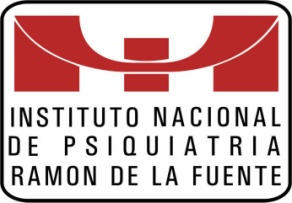 INSTITUTO NACIONAL
DE PSIQUIATRIA
RAMON DE LA FUENTE